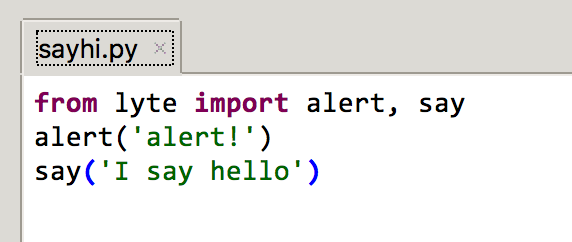 sayhi.py
from lyte import alert, say
alert('alert!')
say('I say hello')